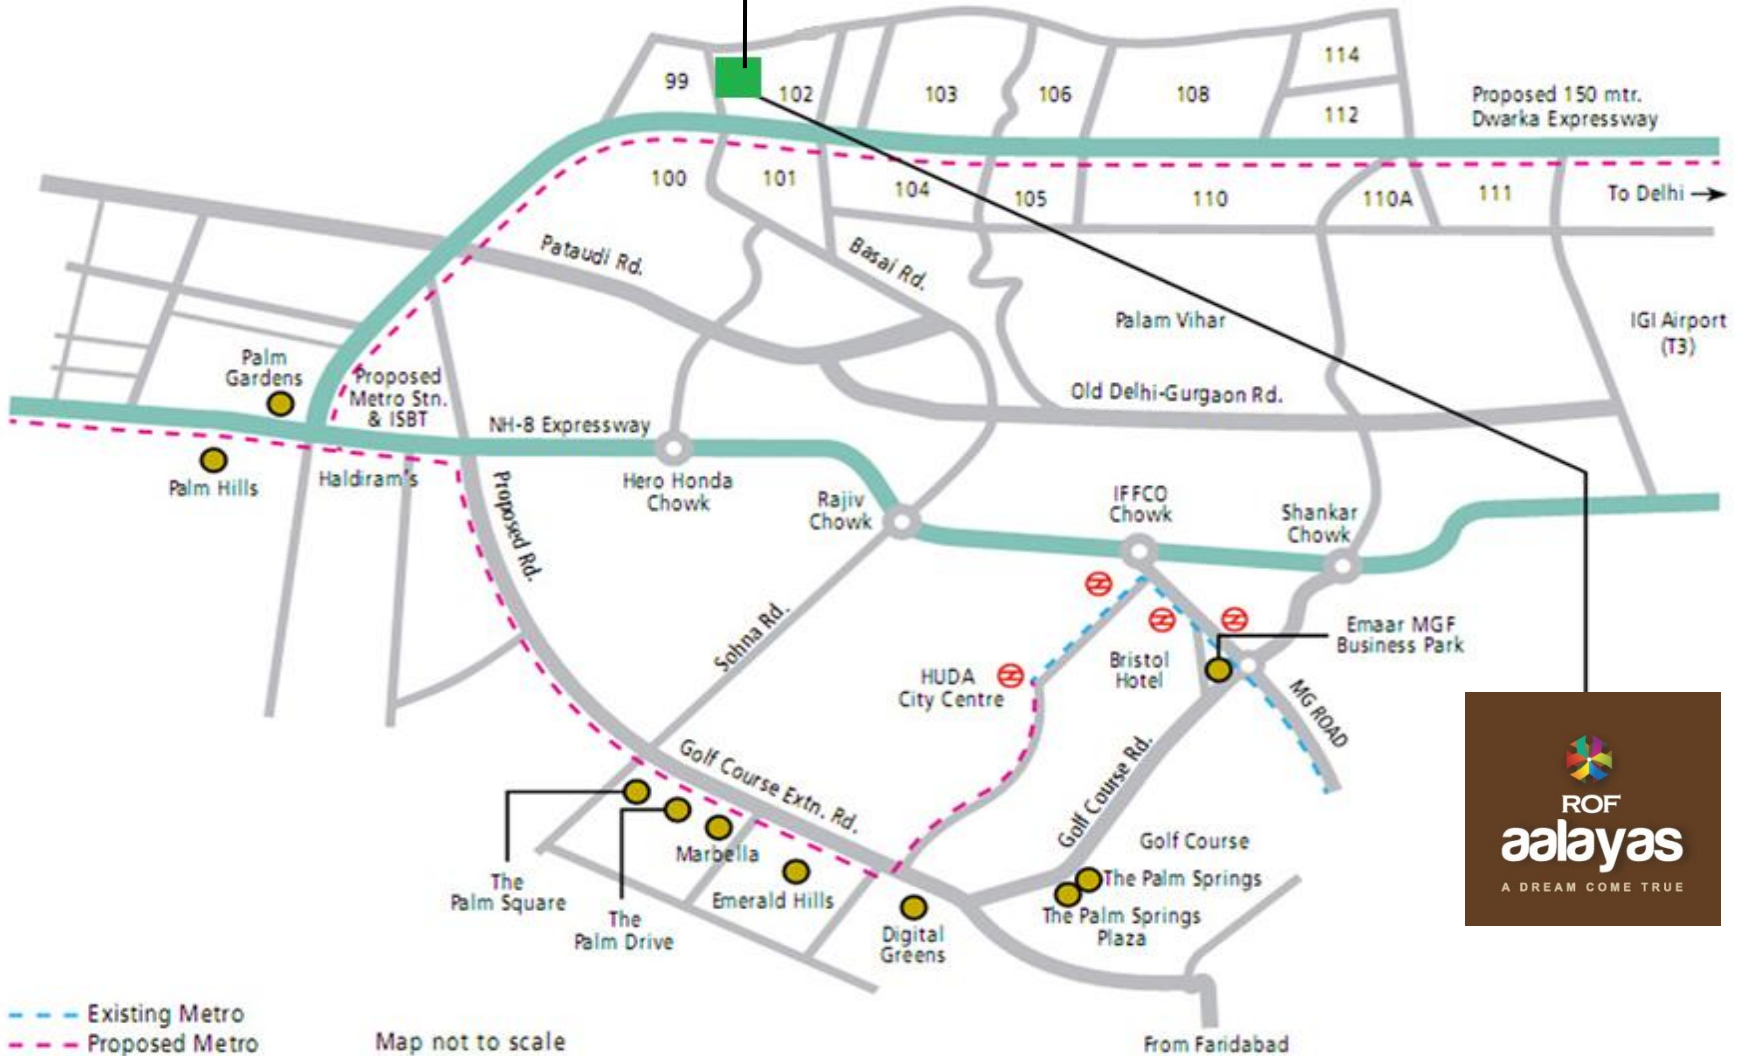 99
102
103
106
108
114
112
Proposed 150 mtr.
Dwarka Expressway
100
101
104
105
110
110A
111
To Delhi
Pataudi Rd.
Basai Rd.
Palam Vihar
IGI Airport
(T3)
Palm
Gardens
Proposed
Metro Stn.
& ISBT
Old Delhi-Gurgaon Rd.
NH-8 Expressway
Palm Hills
Haldiram's
Hero Honda
Chowk
Rajiv
Chowk
IFFCO
Chowk
Shankar
Chowk
Proposed Rd.
Sohna Rd.
HUDA
City Centre
Bristol
Hotel
Emaar MGF
Business Park
MG ROAD
Golf Course Extn. Rd.
Golf Course Rd.
Golf Course
The Palm Springs
The Palm Springs
Plaza
Marbella
Emerald Hills
The
Palm Square
The
Palm Drive
Digital
Greens
ROF
aalayas
A DREAM COME TRUE
Existing Metro
Proposed Metro
Map not to scale
From Faridabad